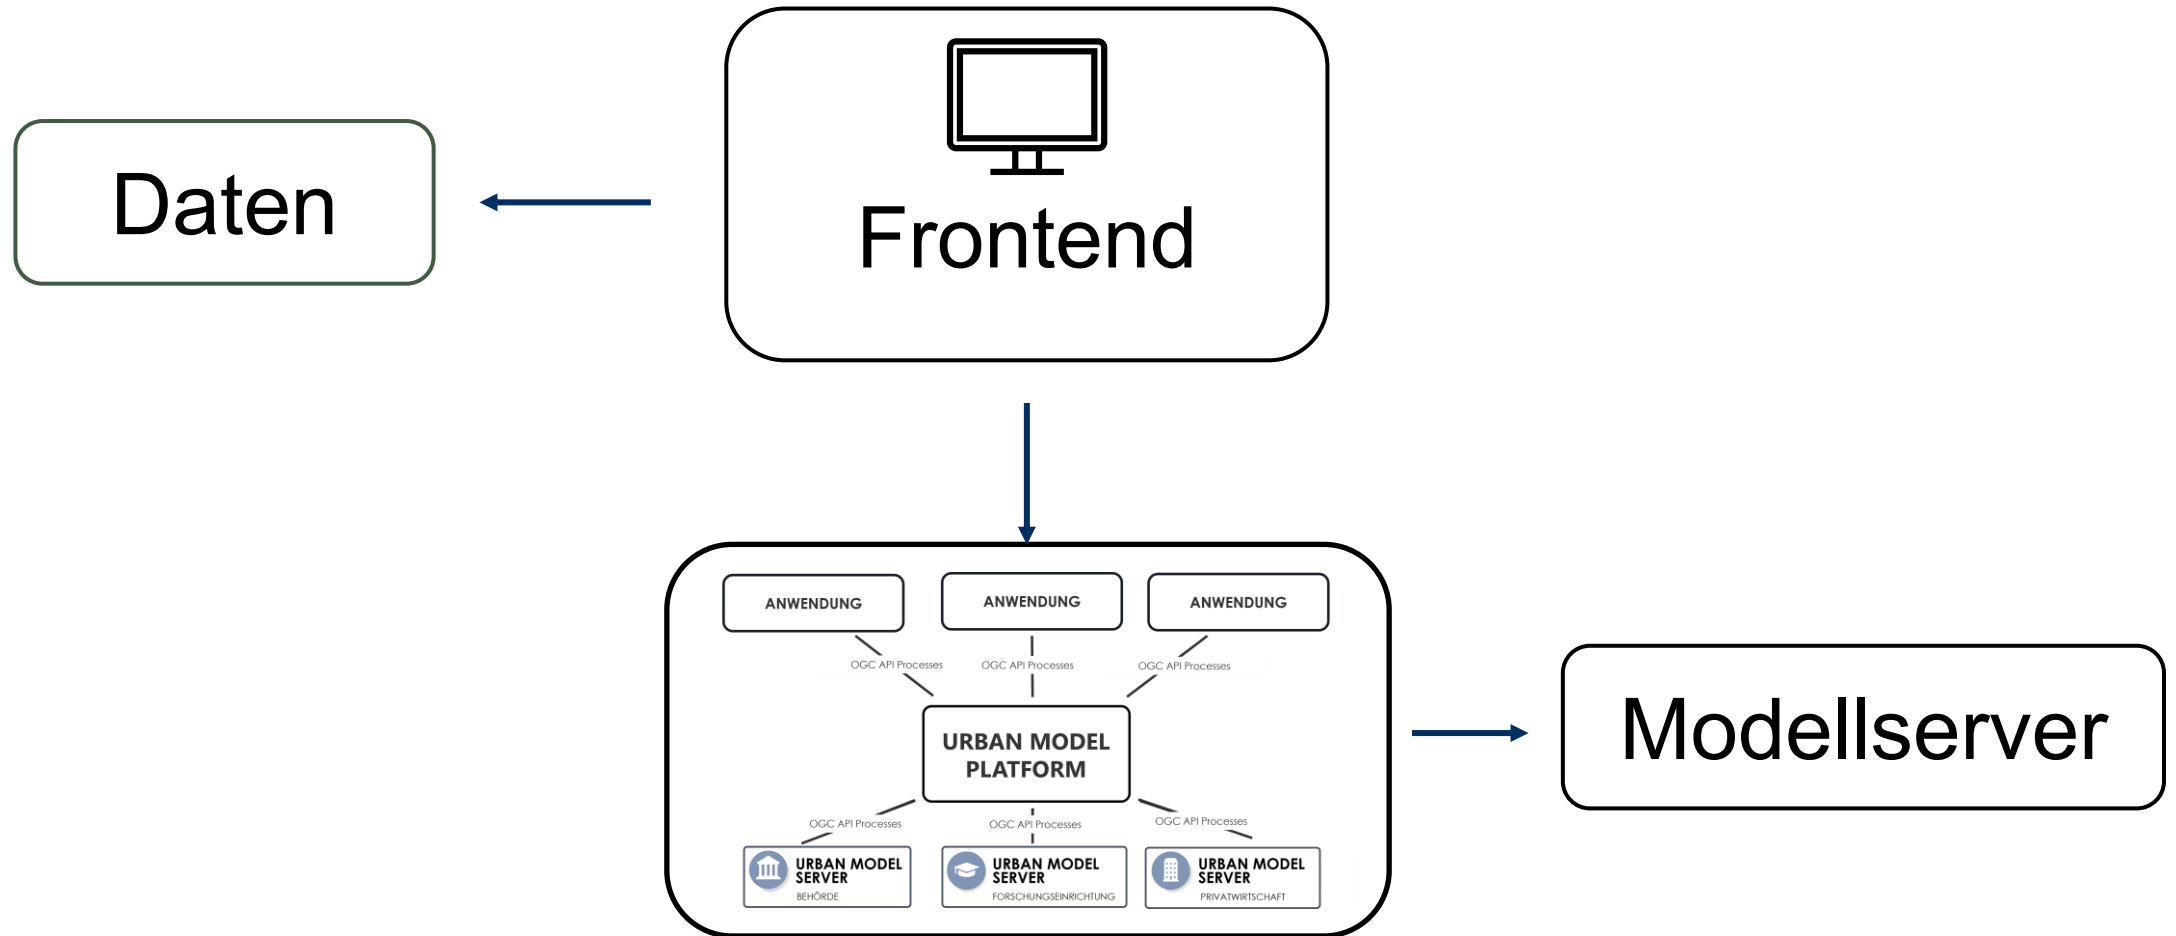 Daten
Frontend
ANWENDUNG
ANWENDUNG
ANWENDUNG
OGC API Processes
OGC API Processes
OGC API Processes
URBAN MODEL
PLATFORM
Modellserver
OGC API Processes
OGC API Processes
OGC API Processes
URBAN MODEL
SERVER
BEHÖRDE
URBAN MODEL
SERVER
FORSCHUNGSEINRICHTUNG
URBAN MODEL
SERVER
PRIVATWIRTSCHAFT